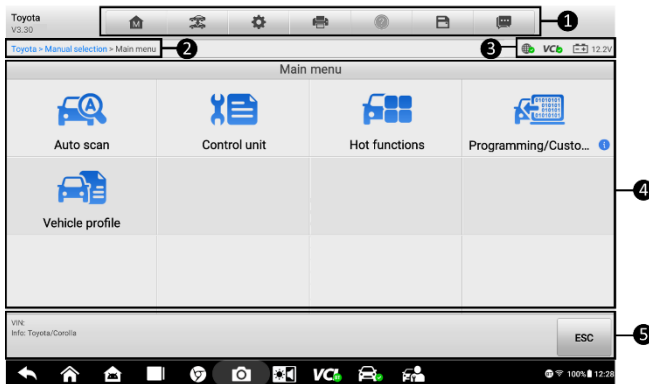 Toyota
V3.30
M
1
Toyota > Manual selection > Main menu
2
3
VCI
12.2V
Main menu
Auto scan
Control unit
Hot functions
Programming/Custo...
i
Vehicle profile
4
VIN:
Info: Toyota/Corolla
ESC
5
VCI
100%
12:28